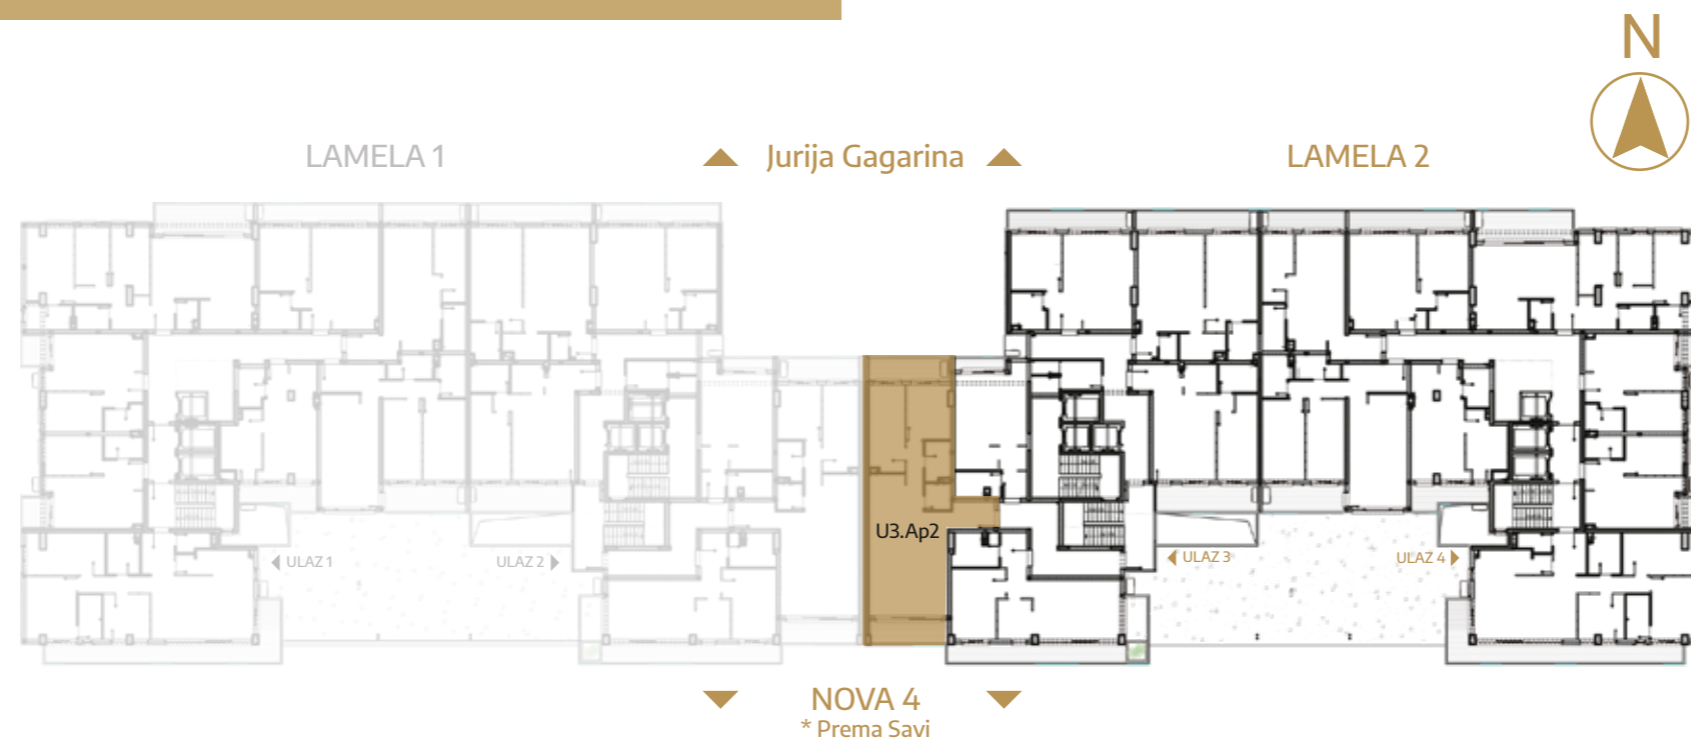 N
LAMELA 1
Jurija Gagarina
LAMELA 2
U3.Ap2
ULAZ 1
ULAZ 2
ULAZ 3
ULAZ 4
NOVA 4
* Prema Savi